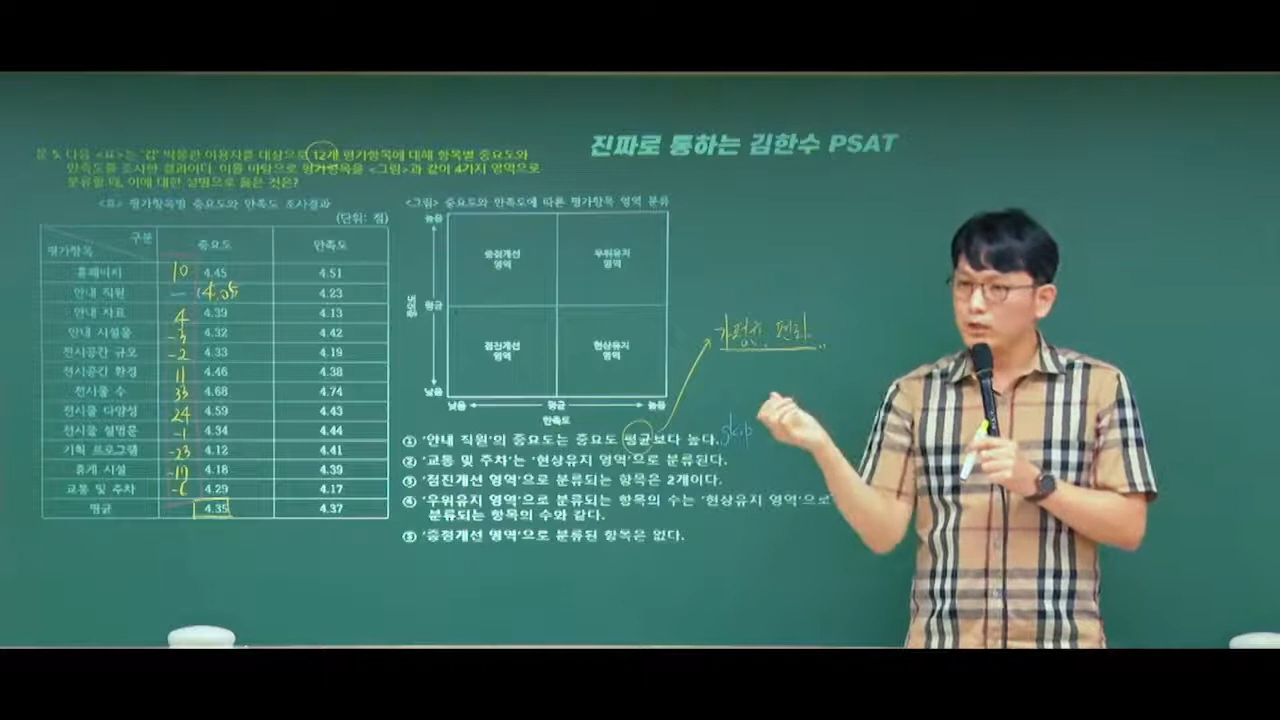 진짜로 통하는 김한수 PSAT
문 5. 다음 <표>는 '갑' 박물관 이용자를 대상으로 12개 평가항목에 대해 항목별 중요도와
만족도를 조사한 결과이다. 이를 바탕으로 평가항목을 <그림>과 같이 4가지 영역으로
분류할 때, 이에 대한 설명으로 옳은 것은?
<표> 평가항목별 중요도와 만족도 조사결과
(단위: 점)
구분 중요도 만족도
평가항목
홈페이지 10 4.45 4.51
안내 직원 4.23
안내 자료 4 4.39 4.13
안내 시설물 -3 4.32 4.42
전시공간 규모 -2 4.33 4.19
전시공간 환경 11 4.46 4.38
전시물 수 33 4.68 4.74
전시물 다양성 24 4.59 4.43
전시물 설명문 -1 4.34 4.44
기획 프로그램 -23 4.12 4.41
휴게 시설 -17 4.18 4.39
교통 및 주차 -6 4.29 4.17
평균 4.35 4.37
<그림> 중요도와 만족도에 따른 평가항목 영역 분류
높음
중점개선
영역
우위유지
영역
중요도
평균
점진개선
영역
현상유지
영역
낮음
낮음 평균 높음
만족도
가평균, 편차
① '안내 직원'의 중요도는 중요도 평균보다 높다. skip
② '교통 및 주차'는 '현상유지 영역'으로 분류된다.
③ '점진개선 영역'으로 분류되는 항목은 2개이다.
④ '우위유지 영역'으로 분류되는 항목의 수는 '현상유지 영역'으로
분류되는 항목의 수와 같다.
⑤ '중점개선 영역'으로 분류된 항목은 없다.